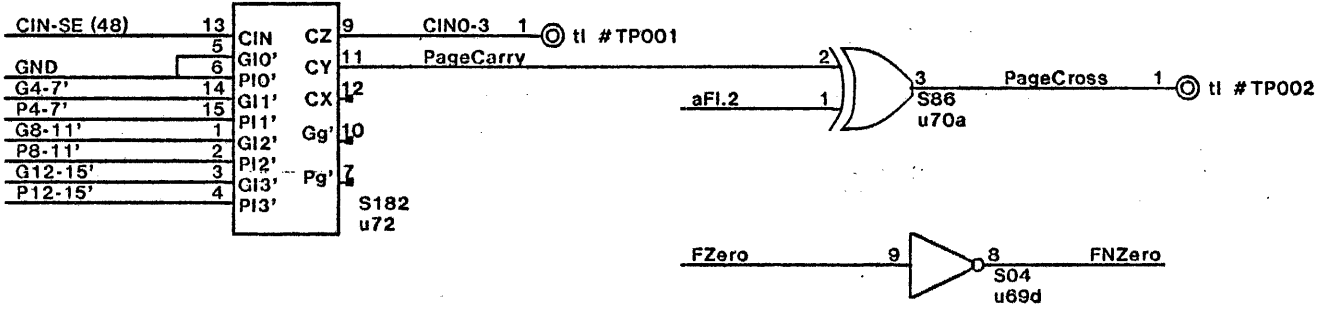 CIN-SE (48) 13 CIN CZ 9 CIN0-3 1 tl #TP001
5 GI0'
GND 6 PI0' CY 11 PageCarry 2
G4-7' 14 GI1' CX 12
P4-7' 15 PI1'
G8-11' 1 GI2' Gg' 10
P8-11' 2 PI2'
G12-15' 3 GI3' Pg' 7
P12-15' 4 PI3'
S182
u72
aFl.2 1
3 PageCross 1 tl #TP002
S86
u70a
FZero 9 8 FNZero
S04
u69d